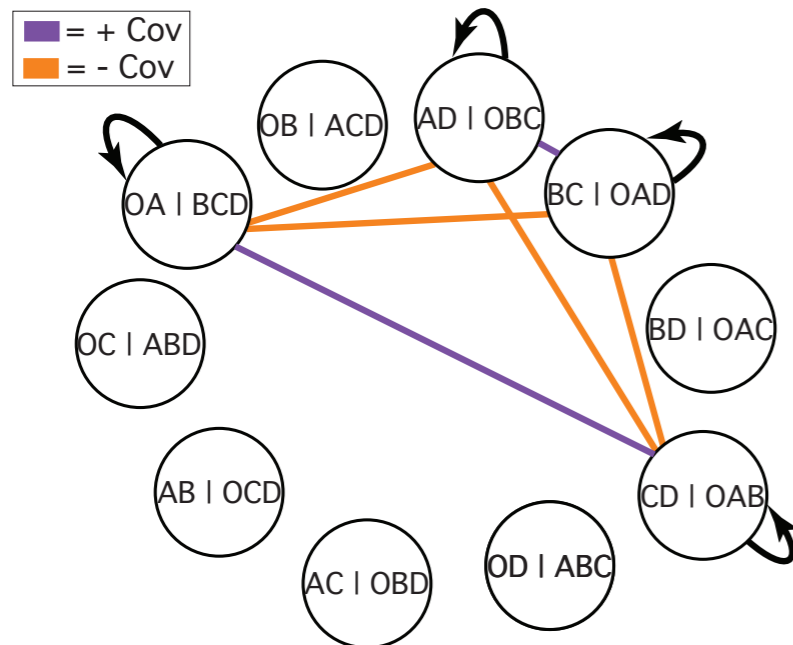 = + Cov
= - Cov
OB | ACD
AD | OBC
OA | BCD
BC | OAD
OC | ABD
BD | OAC
AB | OCD
CD | OAB
AC | OBD
OD | ABC